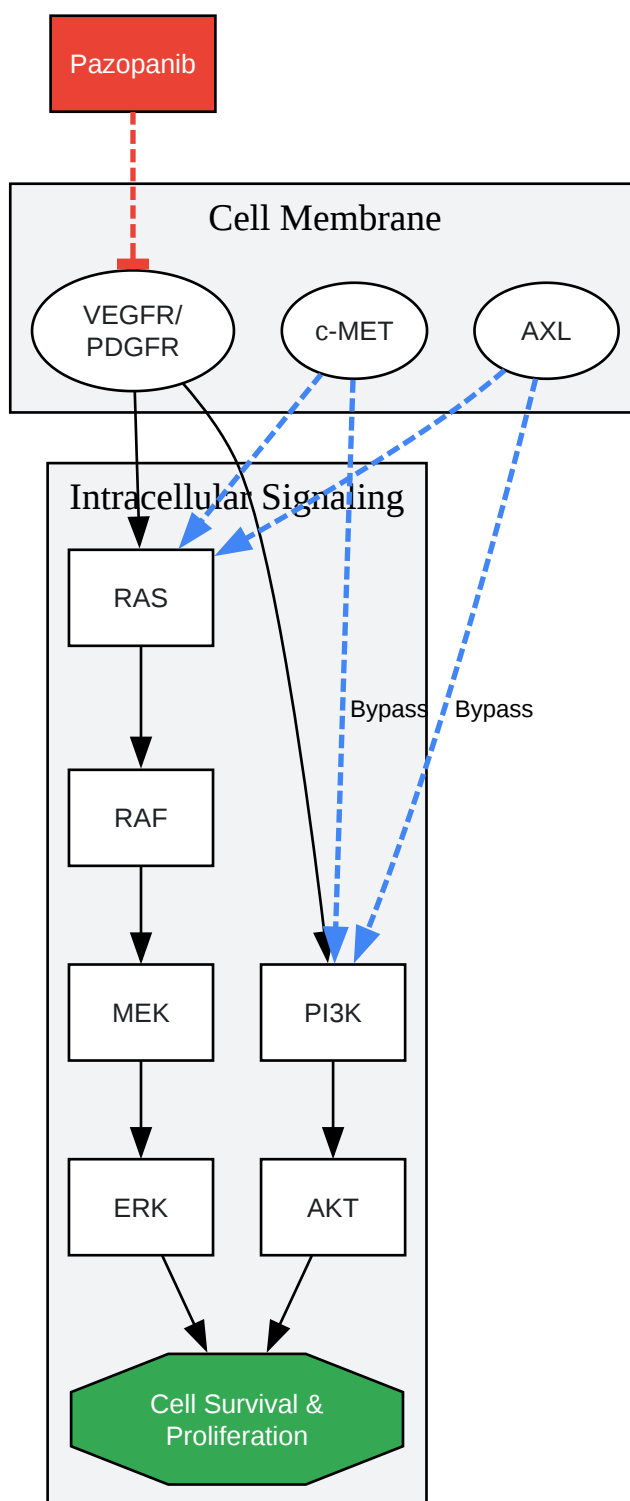 Pazopanib
Cell Membrane
VEGFR/
PDGFR
c-MET
AXL
Intracellular Signaling
RAS
Bypass
Bypass
RAF
MEK
PI3K
ERK
AKT
Cell Survival &
Proliferation